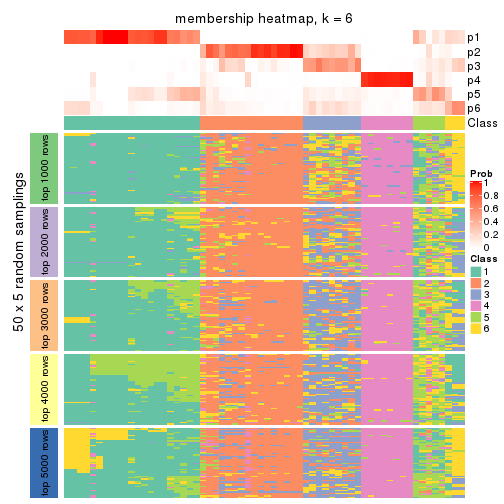 membership heatmap, k = 6
p1
p2
p3
p4
p5
p6
Class
50 x 5 random samplings
top 1000 rows
top 2000 rows
top 3000 rows
top 4000 rows
top 5000 rows
Prob
1
0.8
0.6
0.4
0.2
0
Class
1
2
3
4
5
6